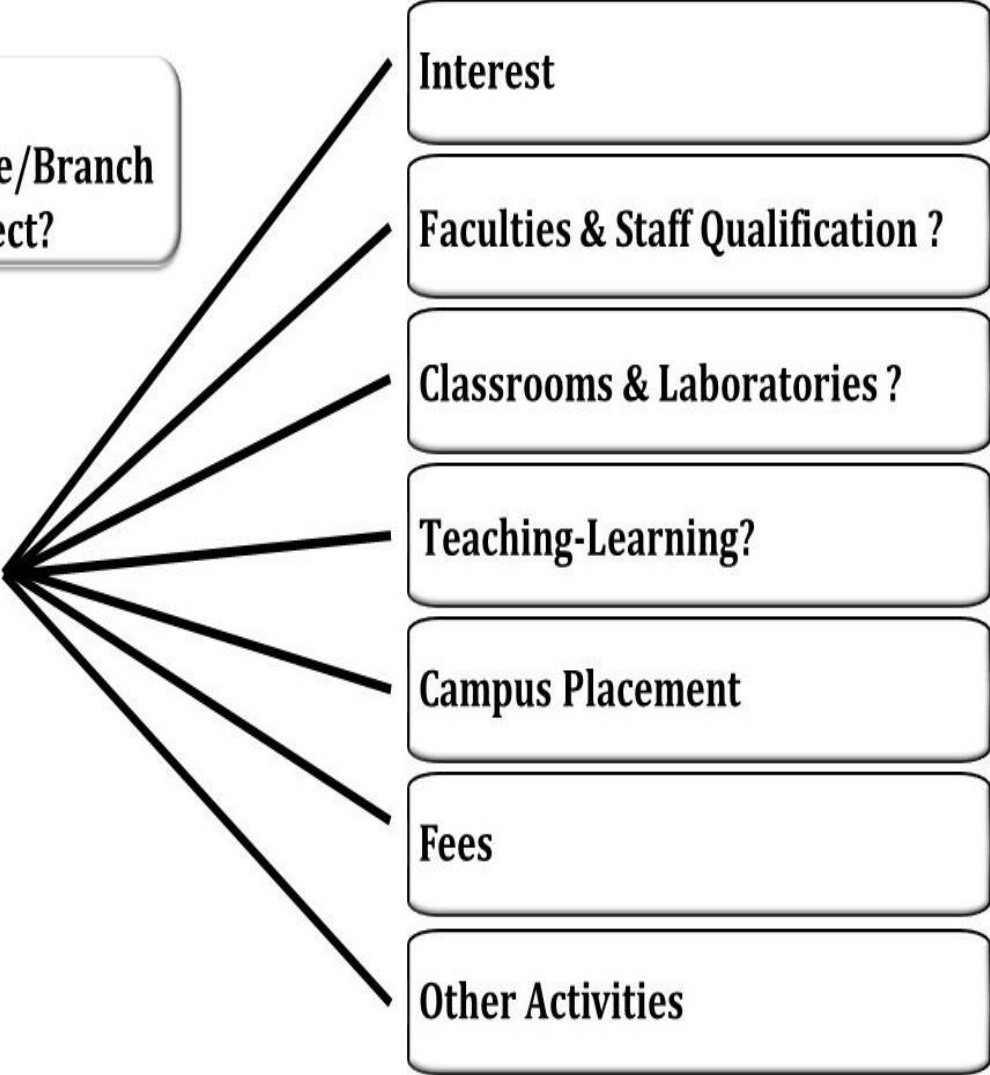 e/Branch
ect?
Interest
Faculties & Staff Qualification ?
Classrooms & Laboratories ?
Teaching-Learning?
Campus Placement
Fees
Other Activities